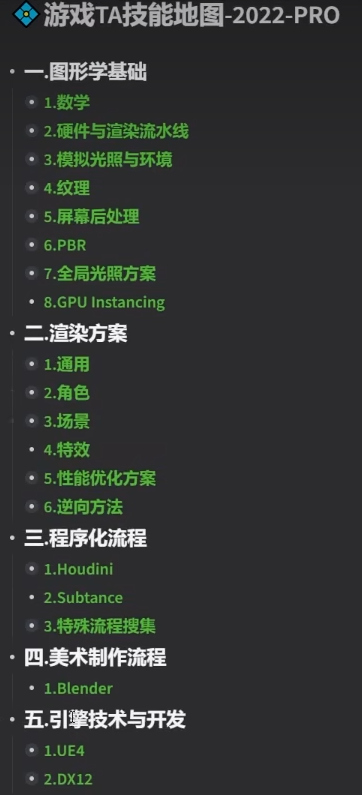 游戏TA技能地图-2022-PRO
一.图形学基础
1.数学
2.硬件与渲染流水线
3.模拟光照与环境
4.纹理
5.屏幕后处理
6.PBR
7.全局光照方案
8.GPU Instancing
二.渲染方案
1.通用
2.角色
3.场景
4.特效
5.性能优化方案
6.逆向方法
三.程序化流程
1.Houdini
2.Subtance
3.特殊流程搜集
四.美术制作流程
1.Blender
五.引擎技术与开发
1.UE4
2.DX12